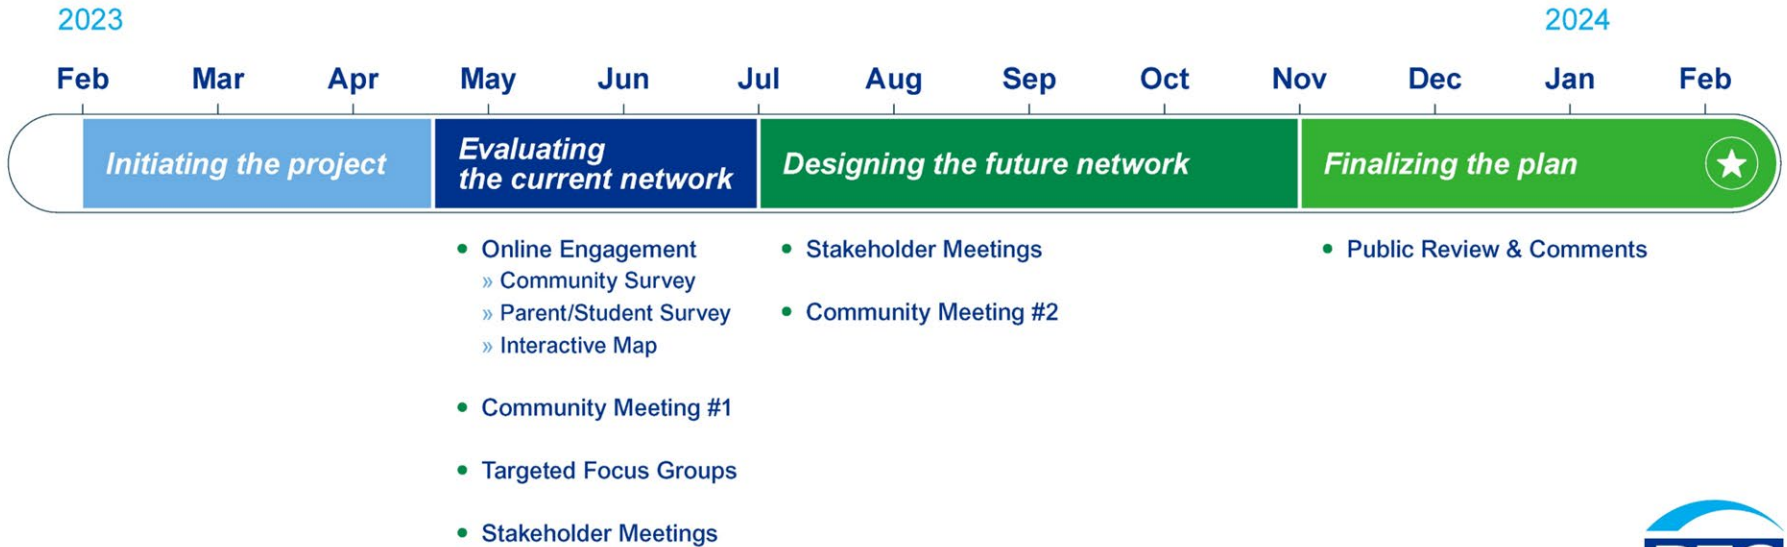 2023 2024
Feb Mar Apr May Jun Jul Aug Sep Oct Nov Dec Jan Feb
Initiating the project
Evaluating
the current network
Designing the future network
Finalizing the plan
• Online Engagement
» Community Survey
» Parent/Student Survey
» Interactive Map
• Community Meeting #1
• Targeted Focus Groups
• Stakeholder Meetings
• Stakeholder Meetings
• Community Meeting #2
• Public Review & Comments